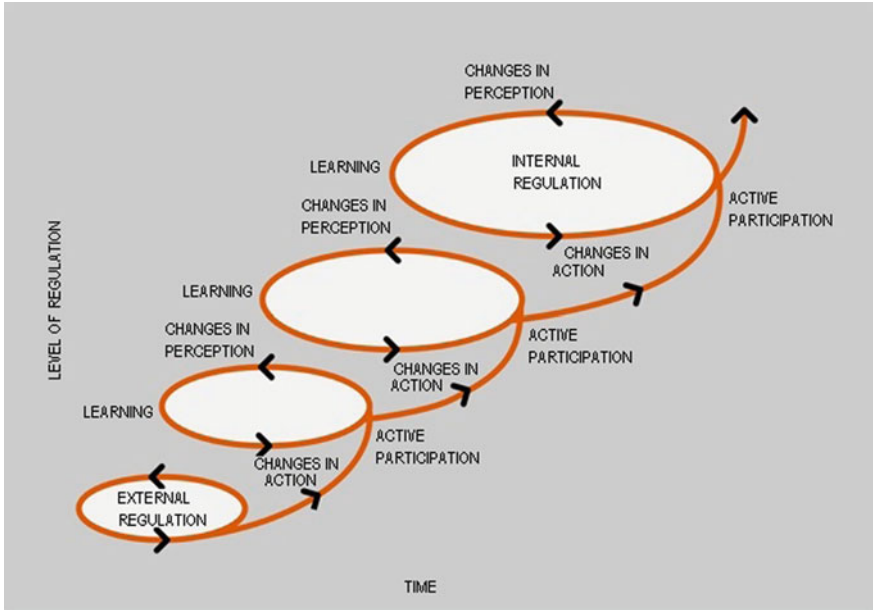 CHANGES IN
PERCEPTION
LEARNING
INTERNAL
REGULATION
ACTIVE
PARTICIPATION
CHANGES IN
PERCEPTION
CHANGES IN
ACTION
LEVEL OF REGULATION
LEARNING
CHANGES IN
PERCEPTION
ACTIVE
PARTICIPATION
CHANGES IN
ACTION
LEARNING
ACTIVE
PARTICIPATION
CHANGES IN
ACTION
EXTERNAL
REGULATION
TIME